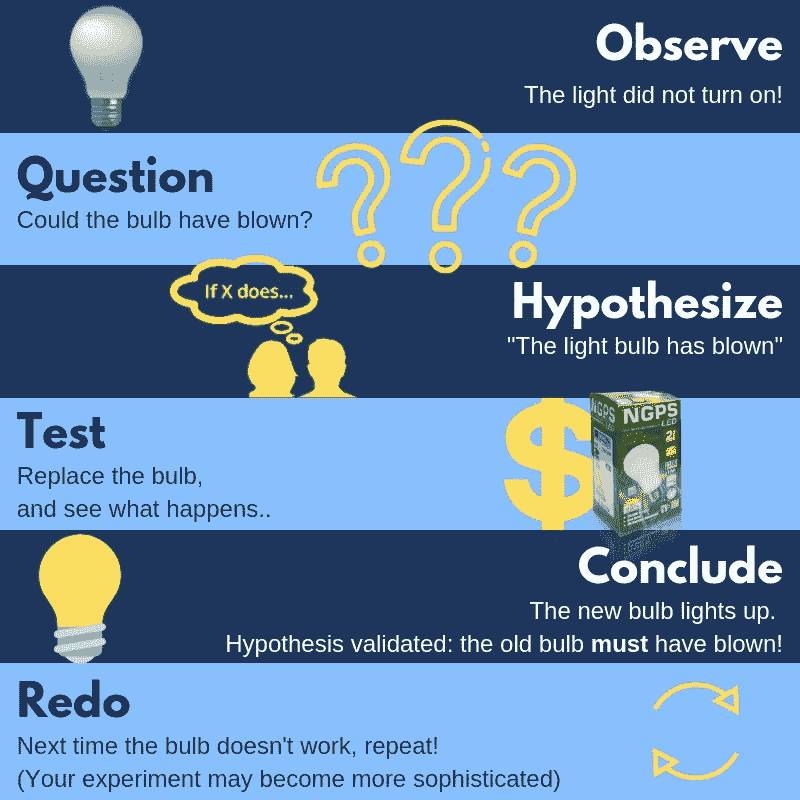 Observe
The light did not turn on!
Question
Could the bulb have blown?
If X does...
Hypothesize
"The light bulb has blown"
Test
Replace the bulb,
and see what happens..
NGPS
NGPS
LED
Conclude
The new bulb lights up.
Hypothesis validated: the old bulb must have blown!
Redo
Next time the bulb doesn't work, repeat!
(Your experiment may become more sophisticated)